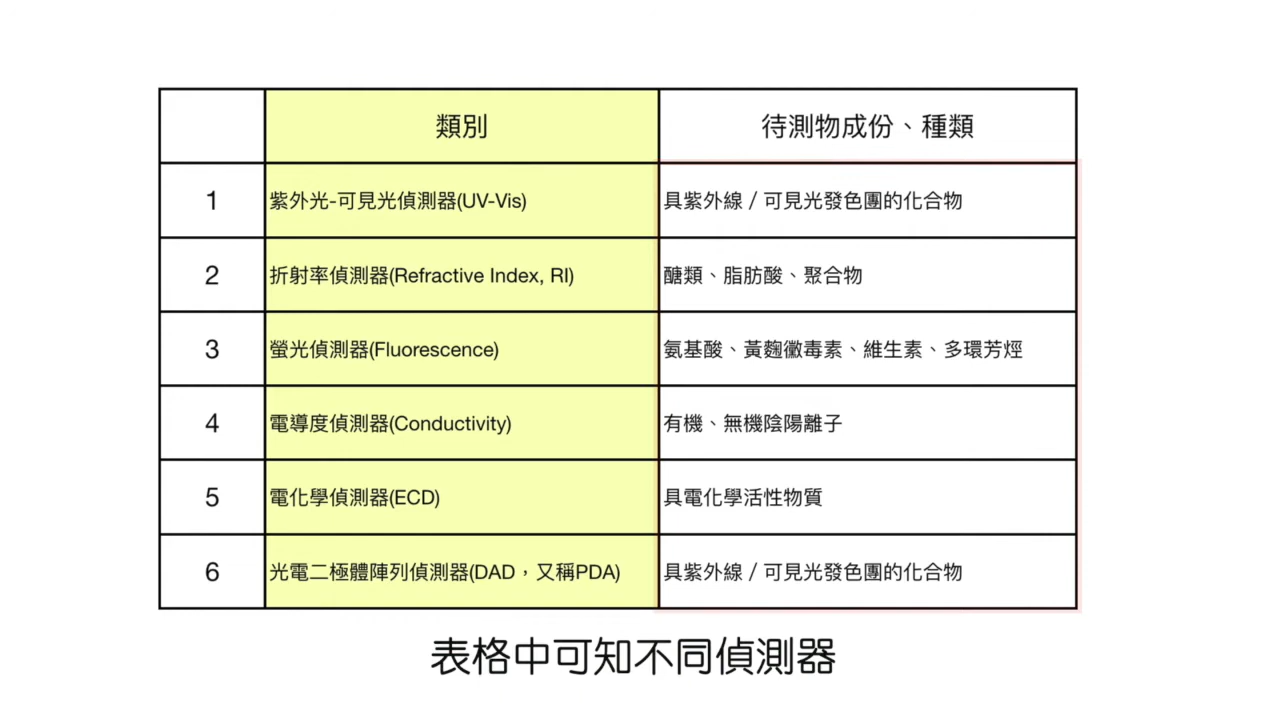 類別 待測物成份、種類
1 紫外光-可見光偵測器(UV-Vis) 具紫外線 / 可見光發色團的化合物
2 折射率偵測器(Refractive Index, RI) 醣類、脂肪酸、聚合物
3 螢光偵測器(Fluorescence) 氨基酸、黃麴黴毒素、維生素、多環芳烴
4 電導度偵測器(Conductivity) 有機、無機陰陽離子
5 電化學偵測器(ECD) 具電化學活性物質
6 光電二極體陣列偵測器(DAD，又稱PDA) 具紫外線 / 可見光發色團的化合物
表格中可知不同偵測器